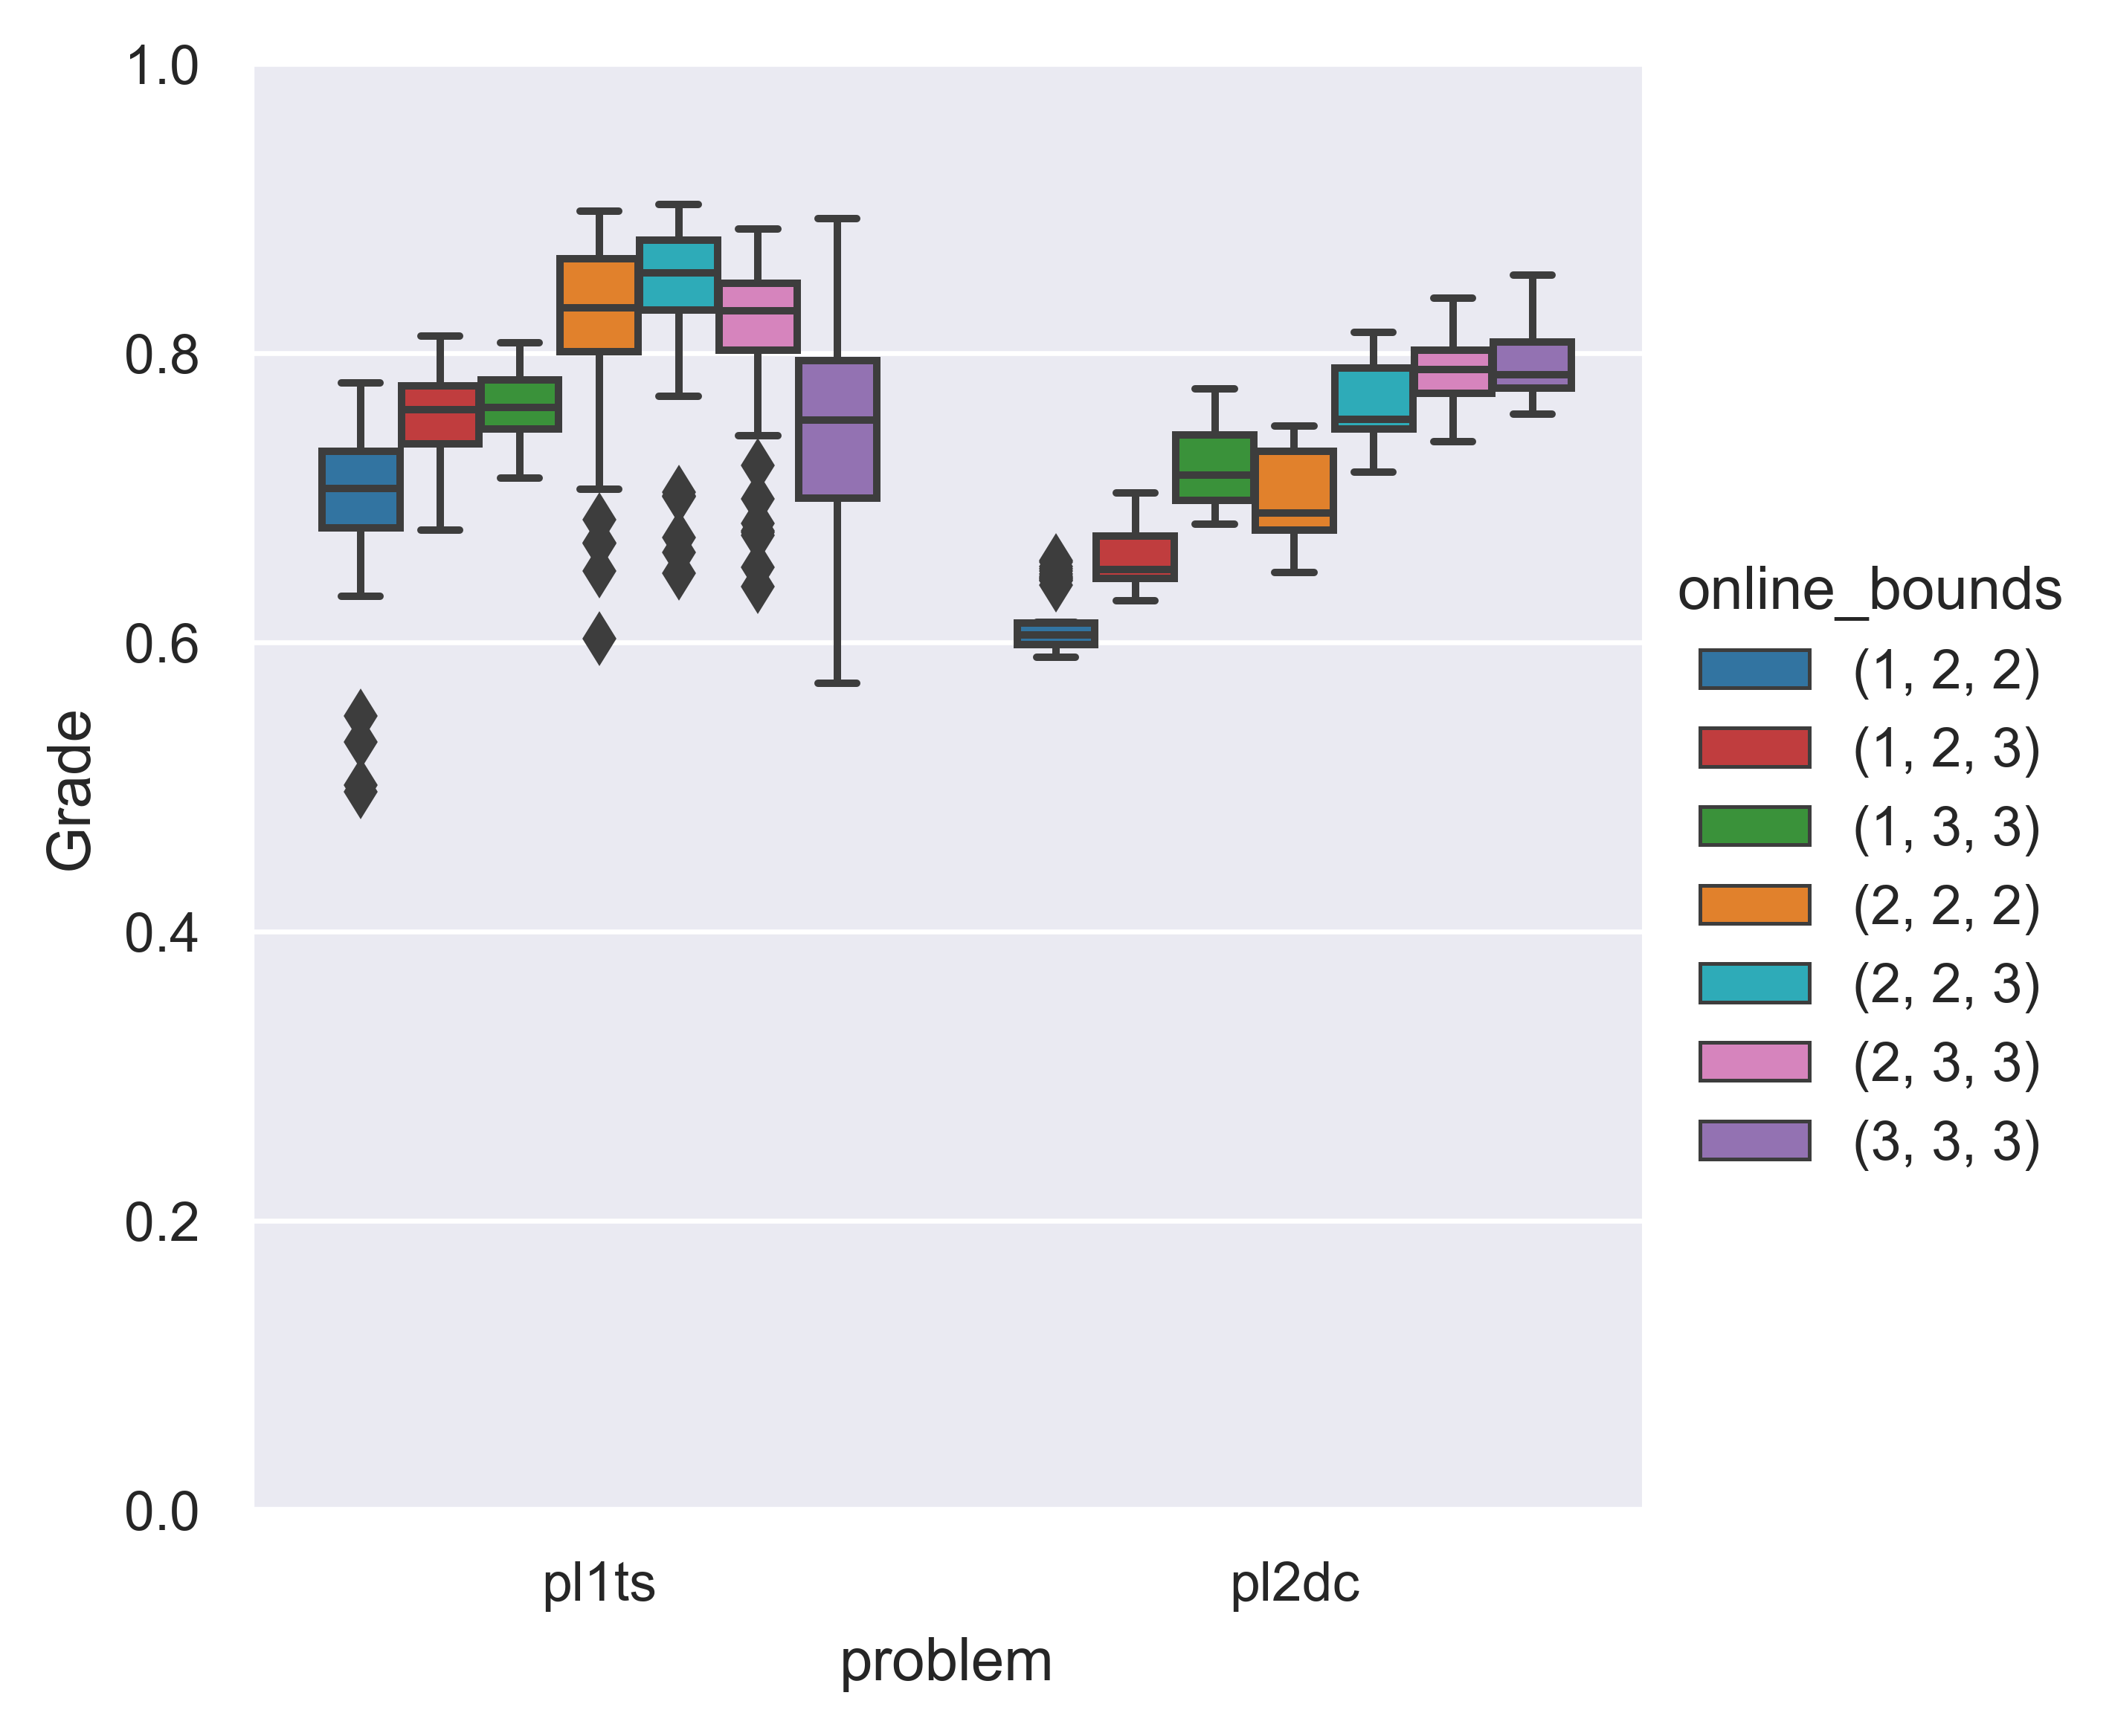 1.0
0.8
0.6
0.4
0.2
0.0
Grade
pl1ts
pl2dc
problem
online_bounds
(1, 2, 2)
(1, 2, 3)
(1, 3, 3)
(2, 2, 2)
(2, 2, 3)
(2, 3, 3)
(3, 3, 3)